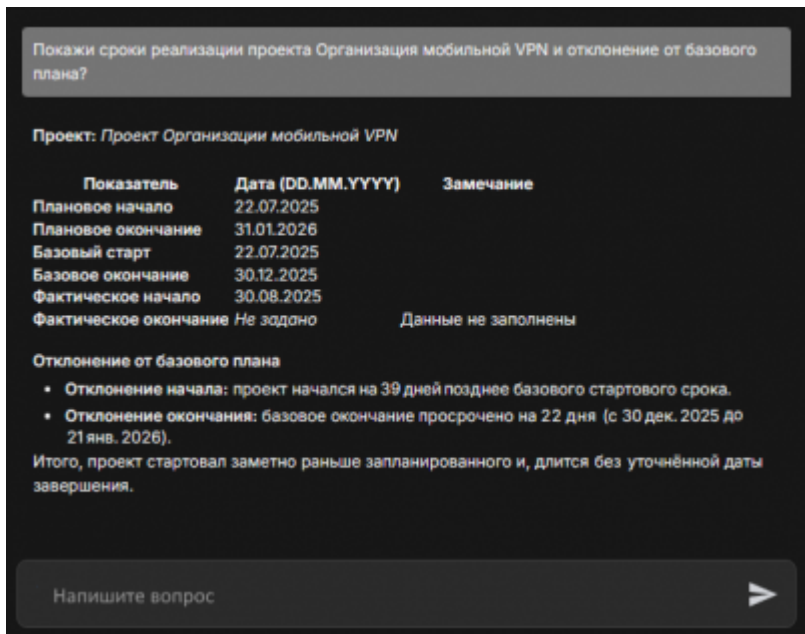 Покажи сроки реализации проекта Организация мобильной VPN и отклонение от базового
плана?
Проект: Проект Организации мобильной VPN
Показатель Дата (DD.MM.YYYY) Замечание
Плановое начало 22.07.2025
Плановое окончание 31.01.2026
Базовый старт 22.07.2025
Базовое окончание 30.12.2025
Фактическое начало 30.08.2025
Фактическое окончание Не задано Данные не заполнены
Отклонение от базового плана
• Отклонение начала: проект начался на 39 дней позднее базового стартового срока.
• Отклонение окончания: базовое окончание просрочено на 22 дня (с 30 дек. 2025 до
21 янв. 2026).
Итого, проект стартовал заметно раньше запланированного и, длится без уточнённой даты
завершения.
Напишите вопрос